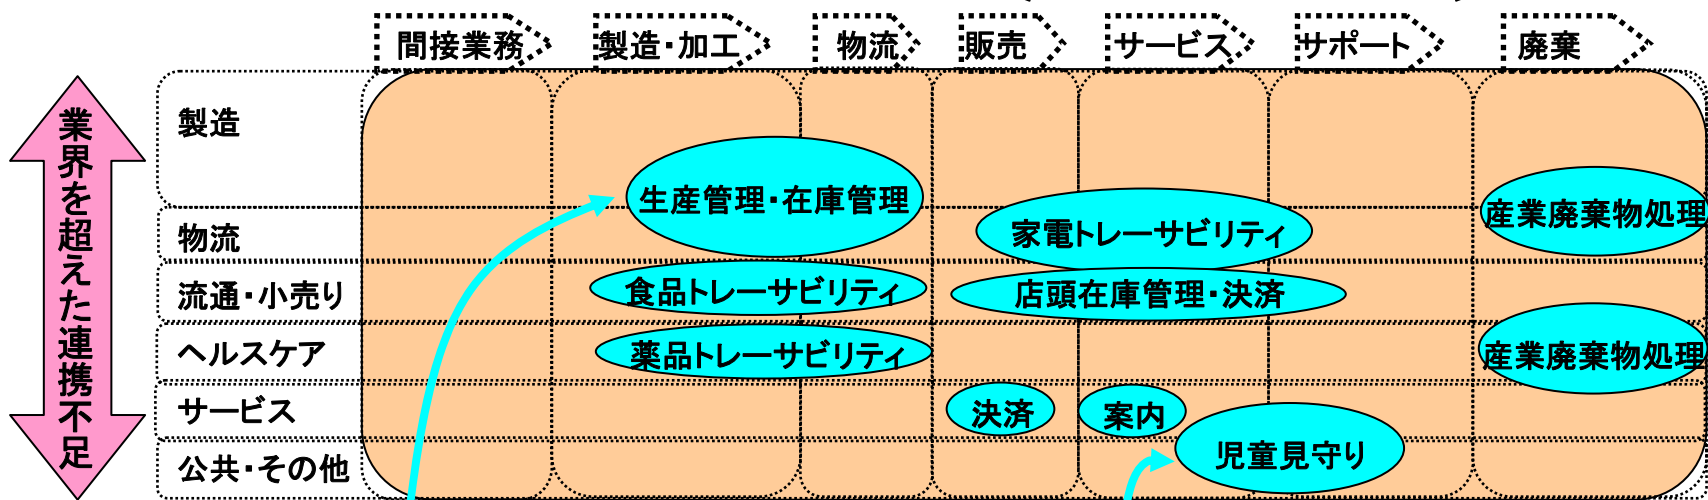 間接業務
製造・加工
物流
販売
サービス
サポート
廃棄
業界を超えた連携不足
製造
生産管理・在庫管理
産業廃棄物処理
物流
家電トレーサビリティ
流通・小売り
食品トレーサビリティ
店頭在庫管理・決済
ヘルスケア
薬品トレーサビリティ
産業廃棄物処理
サービス
決済
案内
児童見守り
公共・その他